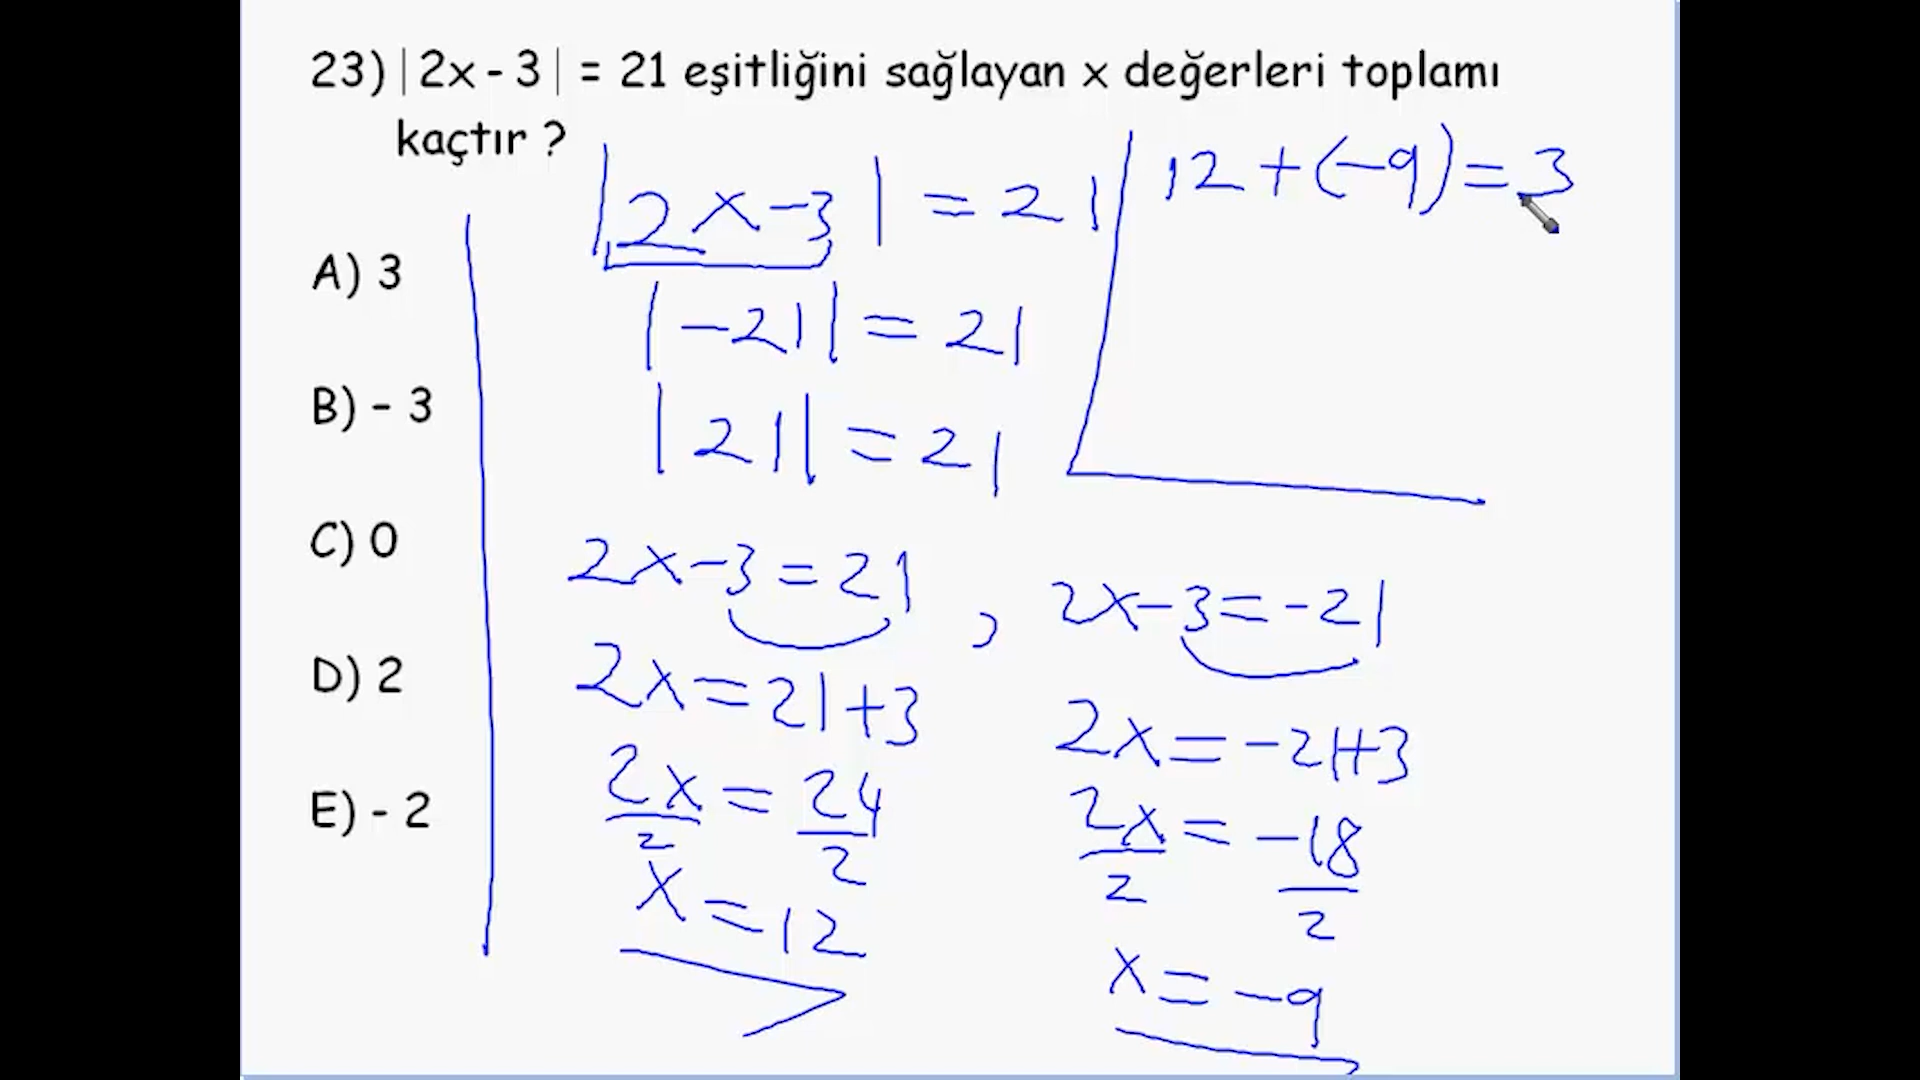 23) |2x - 3| = 21 eşitliğini sağlayan x değerleri toplamı
kaçtır ?
A) 3
B) - 3
C) 0
D) 2
E) - 2
|2x-3| = 21
|-21| = 21
|21| = 21
2x-3=21 ,
2x=21+3
2x/2 = 24/2
x=12
2x-3=-21
2x=-21+3
2x/2 = -18/2
x=-9
12+(-9)=3